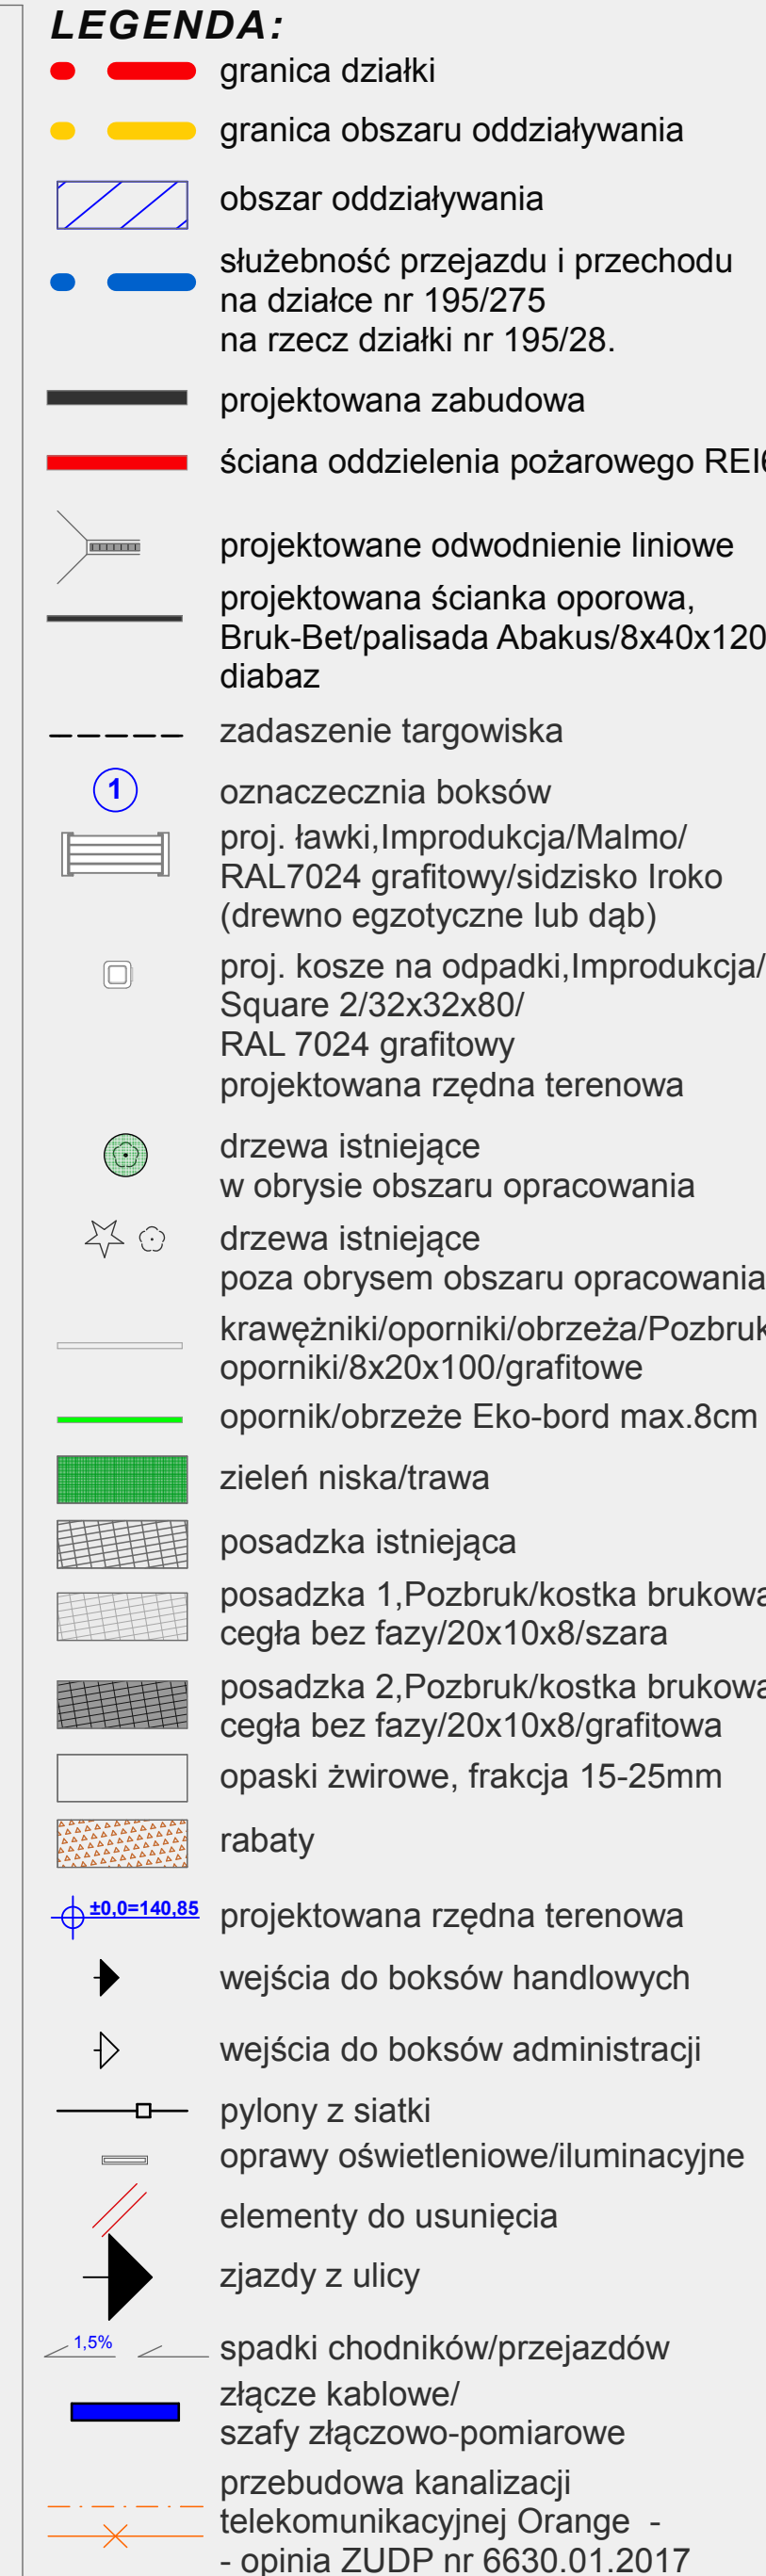 LEGENDA:
granica działki
granica obszaru oddziaływania
obszar oddziaływania
służebność przejazdu i przechodu
na działce nr 195/275
na rzecz działki nr 195/28.
projektowana zabudowa
ściana oddzielenia pożarowego REI6
projektowane odwodnienie liniowe
projektowana ścianka oporowa,
Bruk-Bet/palisada Abakus/8x40x120
diabaz
zadaszenie targowiska
1 oznaczecznia boksów
proj. ławki,Improdukcja/Malmo/
RAL7024 grafitowy/sidzisko Iroko
(drewno egzotyczne lub dąb)
proj. kosze na odpadki,Improdukcja/
Square 2/32x32x80/
RAL 7024 grafitowy
projektowana rzędna terenowa
drzewa istniejące
w obrysie obszaru opracowania
drzewa istniejące
poza obrysem obszaru opracowania
krawężniki/oporniki/obrzeża/Pozbruk
oporniki/8x20x100/grafitowe
opornik/obrzeże Eko-bord max.8cm
zieleń niska/trawa
posadzka istniejąca
posadzka 1,Pozbruk/kostka brukowa
cegła bez fazy/20x10x8/szara
posadzka 2,Pozbruk/kostka brukowa
cegła bez fazy/20x10x8/grafitowa
opaski żwirowe, frakcja 15-25mm
rabaty
±0,0=140,85 projektowana rzędna terenowa
wejścia do boksów handlowych
wejścia do boksów administracji
pylony z siatki
oprawy oświetleniowe/iluminacyjne
elementy do usunięcia
zjazdy z ulicy
1,5% spadki chodników/przejazdów
złącze kablowe/
szafy złączowo-pomiarowe
przebudowa kanalizacji
telekomunikacyjnej Orange -
- opinia ZUDP nr 6630.01.2017